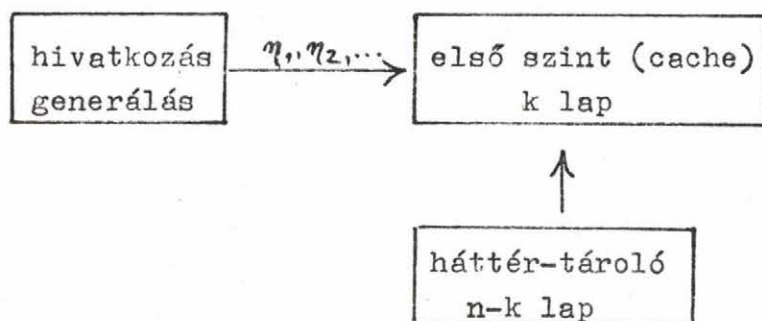 hivatkozás
generálás
η₁, η₂,...
első szint (cache)
k lap
háttér-tároló
n-k lap